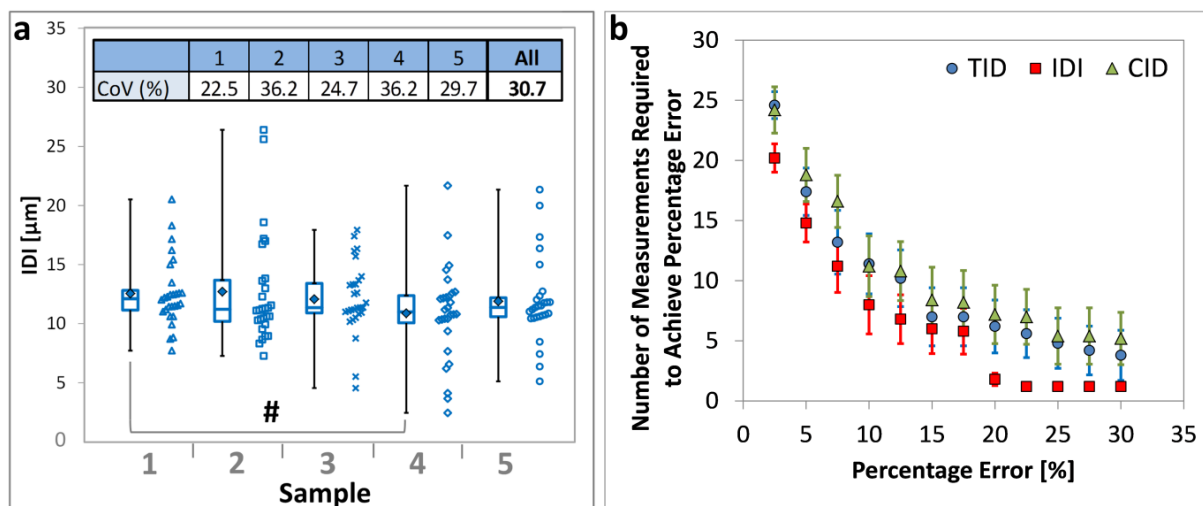 a
35
30
25
20
15
10
5
0
IDI [µm]
1 2 3 4 5 All
CoV (%) 22.5 36.2 24.7 36.2 29.7 30.7
#
1 2 3 4 5
Sample
b
30
25
20
15
10
5
0
Number of Measurements Required
to Achieve Percentage Error
TID IDI CID
0 5 10 15 20 25 30 35
Percentage Error [%]